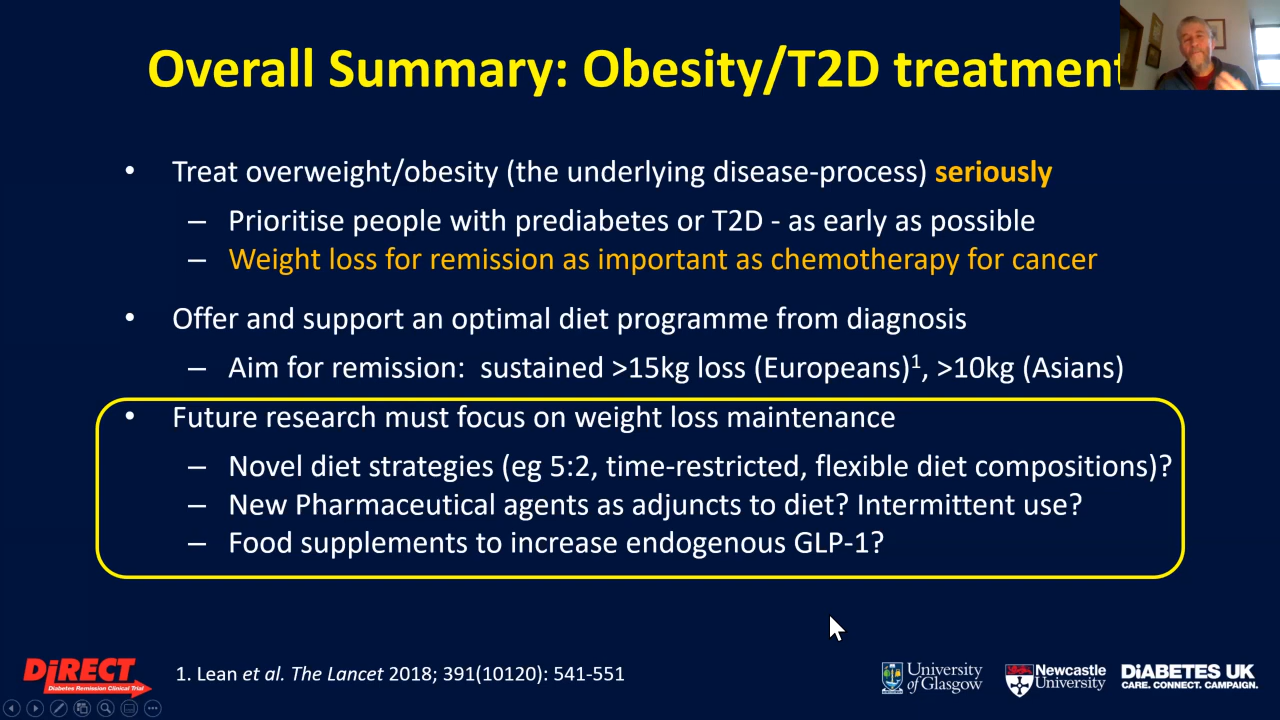 Overall Summary: Obesity/T2D treatment
• Treat overweight/obesity (the underlying disease-process) seriously
– Prioritise people with prediabetes or T2D - as early as possible
– Weight loss for remission as important as chemotherapy for cancer
• Offer and support an optimal diet programme from diagnosis
– Aim for remission: sustained >15kg loss (Europeans)¹, >10kg (Asians)
• Future research must focus on weight loss maintenance
– Novel diet strategies (eg 5:2, time-restricted, flexible diet compositions)?
– New Pharmaceutical agents as adjuncts to diet? Intermittent use?
– Food supplements to increase endogenous GLP-1?
DiRECT
Diabetes Remission Clinical Trial
1. Lean et al. The Lancet 2018; 391(10120): 541-551
University of Glasgow
Newcastle University
DiABETES UK
CARE. CONNECT. CAMPAIGN.